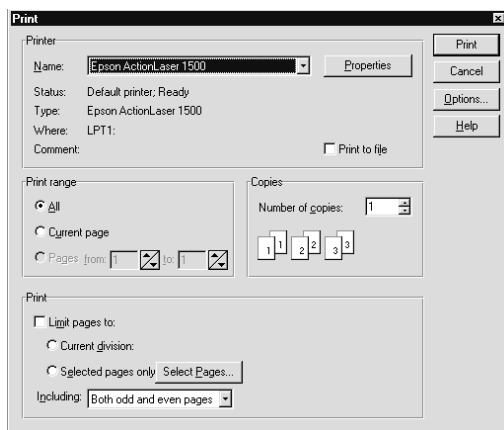 Print
Printer
Name: Epson ActionLaser 1500 Properties
Status: Default printer; Ready
Type: Epson ActionLaser 1500
Where: LPT1:
Comment: Print to file
Print
Cancel
Options...
Help
Print range
All
Current page
Pages from: 1 to: 1
Copies
Number of copies: 1
1 1 2 2 3 3
Print
Limit pages to:
Current division:
Selected pages only Select Pages...
Including: Both odd and even pages